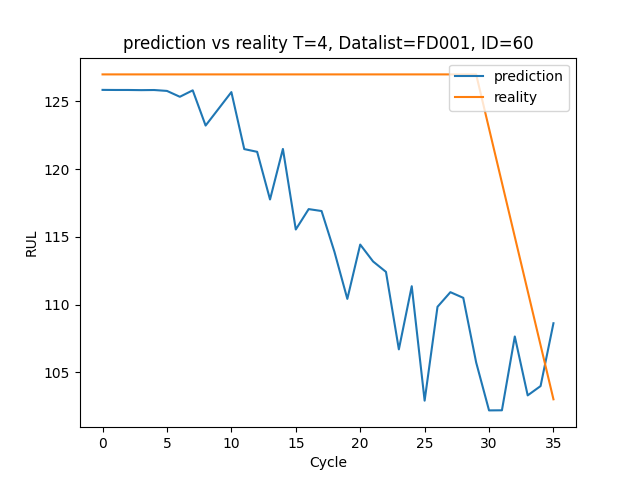 prediction vs reality T=4, Datalist=FD001, ID=60
prediction
reality
125
120
115
110
105
RUL
0 5 10 15 20 25 30 35
Cycle